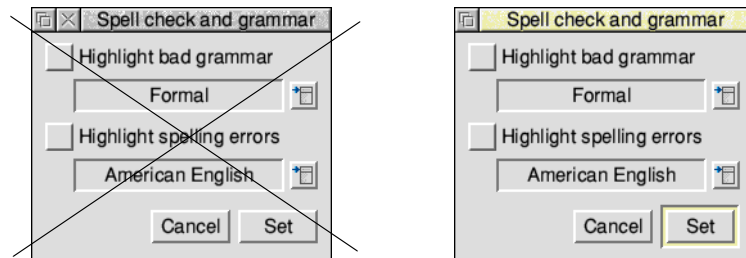 Spell check and grammar
Highlight bad grammar
Formal
Highlight spelling errors
American English
Cancel Set
Spell check and grammar
Highlight bad grammar
Formal
Highlight spelling errors
American English
Cancel Set